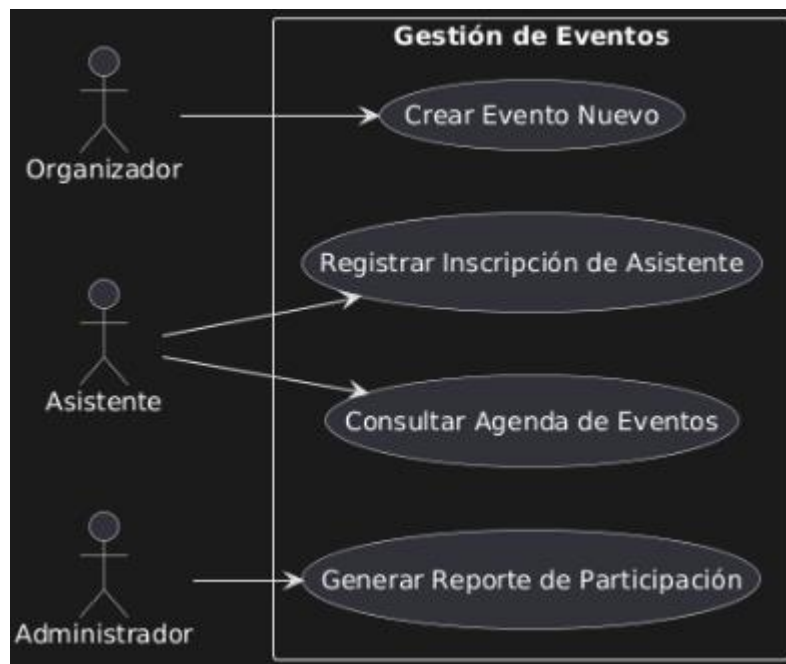 Gestión de Eventos
Crear Evento Nuevo
Organizador
Registrar Inscripción de Asistente
Asistente
Consultar Agenda de Eventos
Generar Reporte de Participación
Administrador